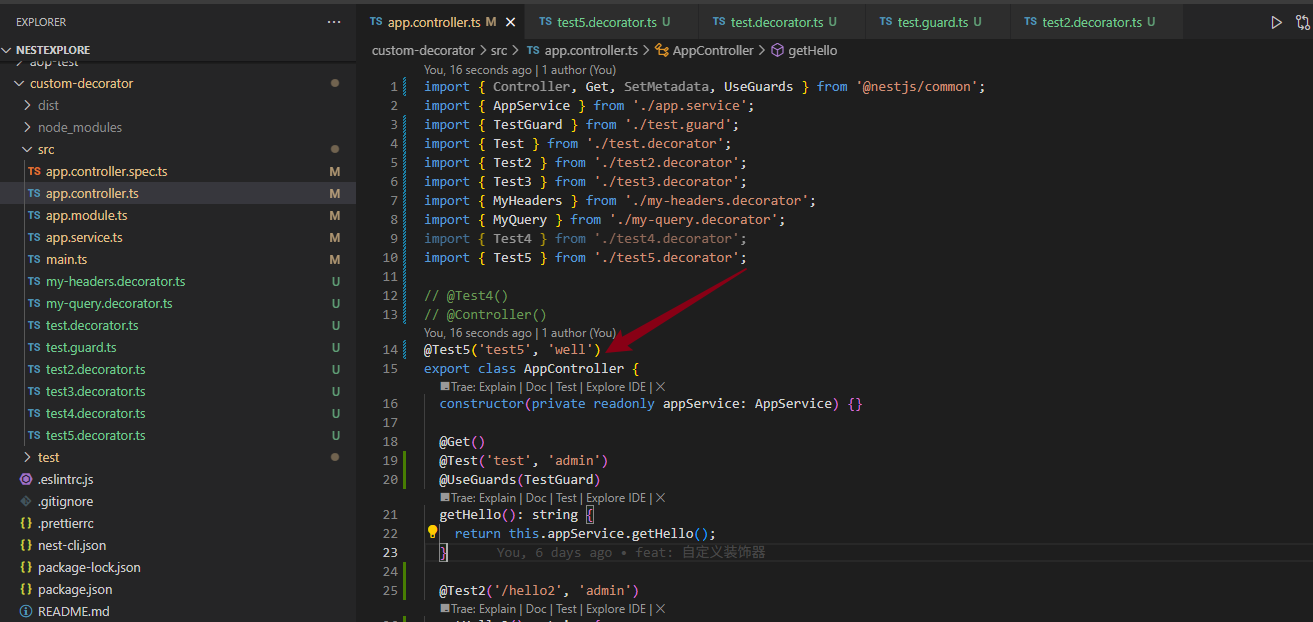 EXPLORER
···
NESTEXPLORE
aop-test
custom-decorator
dist
node_modules
src
TS app.controller.spec.ts M
TS app.controller.ts M
TS app.module.ts M
TS app.service.ts M
TS main.ts M
TS my-headers.decorator.ts U
TS my-query.decorator.ts U
TS test.decorator.ts U
TS test.guard.ts U
TS test2.decorator.ts U
TS test3.decorator.ts U
TS test4.decorator.ts U
TS test5.decorator.ts U
test
.eslintrc.js
.gitignore
{} .prettierrc
{} nest-cli.json
{} package-lock.json
{} package.json
README.md
TS app.controller.ts M TS test5.decorator.ts U TS test.decorator.ts U TS test.guard.ts U TS test2.decorator.ts U
custom-decorator > src > TS app.controller.ts > AppController > getHello
You, 16 seconds ago | 1 author (You)
1 import { Controller, Get, SetMetadata, UseGuards } from '@nestjs/common';
2 import { AppService } from './app.service';
3 import { TestGuard } from './test.guard';
4 import { Test } from './test.decorator';
5 import { Test2 } from './test2.decorator';
6 import { Test3 } from './test3.decorator';
7 import { MyHeaders } from './my-headers.decorator';
8 import { MyQuery } from './my-query.decorator';
9 import { Test4 } from './test4.decorator';
10 import { Test5 } from './test5.decorator';
11
12 // @Test4()
13 // @Controller()
You, 16 seconds ago | 1 author (You)
14 @Test5('test5', 'well')
15 export class AppController {
Trae: Explain | Doc | Test | Explore IDE | X
16 constructor(private readonly appService: AppService) {}
17
18 @Get()
19 @Test('test', 'admin')
20 @UseGuards(TestGuard)
Trae: Explain | Doc | Test | Explore IDE | X
21 getHello(): string {
22 return this.appService.getHello();
23 } You, 6 days ago • feat: 自定义装饰器
24
25 @Test2('/hello2', 'admin')
Trae: Explain | Doc | Test | Explore IDE | X